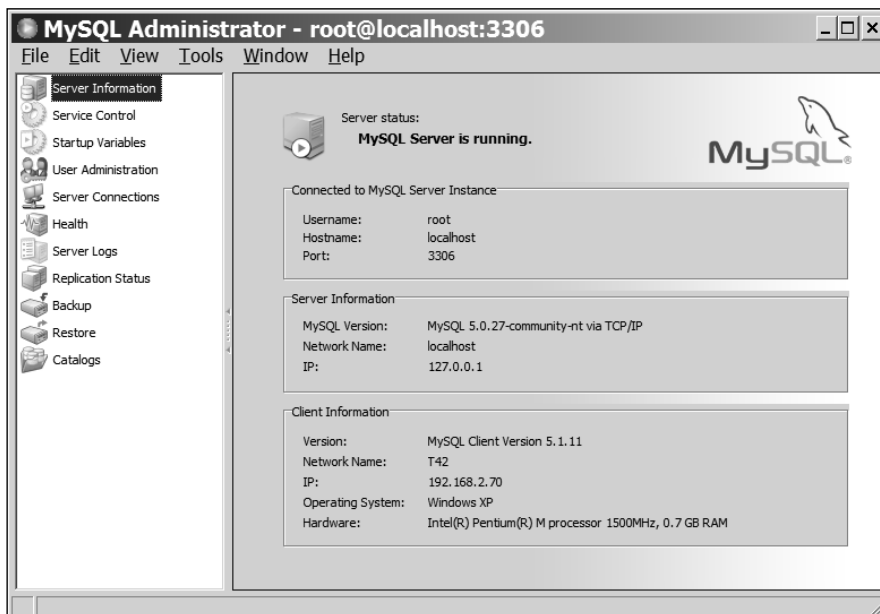 MySQL Administrator - root@localhost:3306
File Edit View Tools Window Help
Server Information
Service Control
Startup Variables
User Administration
Server Connections
Health
Server Logs
Replication Status
Backup
Restore
Catalogs
Server status:
MySQL Server is running.
MySQL®
Connected to MySQL Server Instance
Username: root
Hostname: localhost
Port: 3306
Server Information
MySQL Version: MySQL 5.0.27-community-nt via TCP/IP
Network Name: localhost
IP: 127.0.0.1
Client Information
Version: MySQL Client Version 5.1.11
Network Name: T42
IP: 192.168.2.70
Operating System: Windows XP
Hardware: Intel(R) Pentium(R) M processor 1500MHz, 0.7 GB RAM